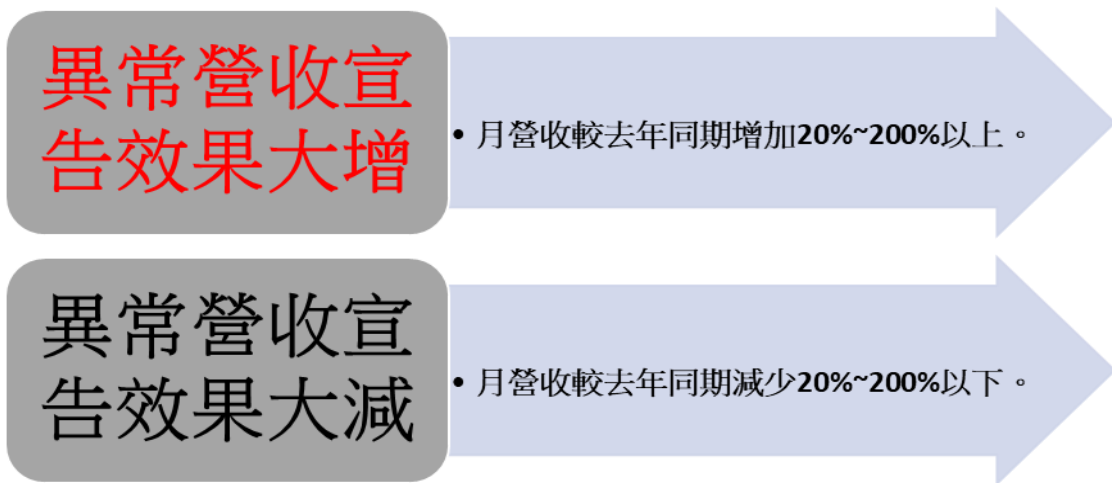 異常營收宣
告效果大增
• 月營收較去年同期增加20%~200%以上。
異常營收宣
告效果大減
• 月營收較去年同期減少20%~200%以下。